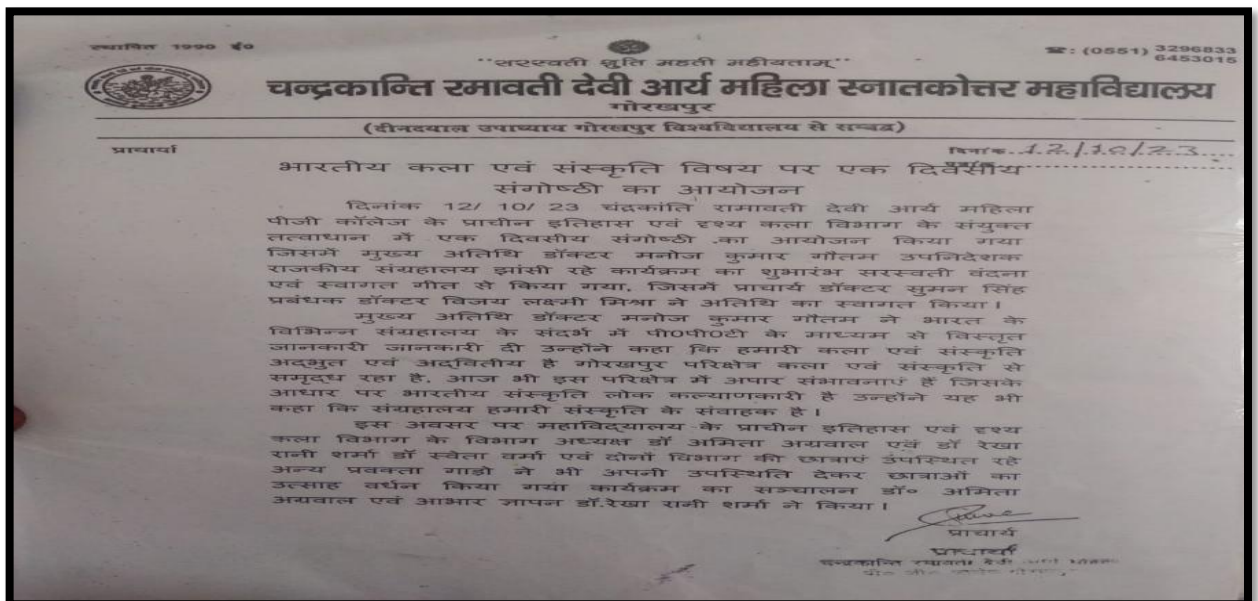 स्थापित 1990 ई०
☎: (0551) 3296833
6453015
"सरस्वती श्रुति महती महीयताम्"
चन्द्रकान्ति रमावती देवी आर्य महिला स्नातकोत्तर महाविद्यालय
गोरखपुर
(दीनदयाल उपाध्याय गोरखपुर विश्वविद्यालय से सम्बद्ध)
प्राचार्या
दिनांक 12/10/23
भारतीय कला एवं संस्कृति विषय पर एक दिवसीय
संगोष्ठी का आयोजन
दिनांक 12/ 10/ 23 चंद्रकांति रामावती देवी आर्य महिला
पीजी कॉलेज के प्राचीन इतिहास एवं दृश्य कला विभाग के संयुक्त
तत्वाधान में एक दिवसीय संगोष्ठी .का आयोजन किया गया
जिसमें मुख्य अतिथि डॉक्टर मनोज कुमार गौतम उपनिदेशक
राजकीय संग्रहालय झांसी रहे कार्यक्रम का शुभारंभ सरस्वती वंदना
एवं स्वागत गीत से किया गया. जिसमें प्राचार्य डॉक्टर सुमन सिंह
प्रबंधक डॉक्टर विजय लक्ष्मी मिश्रा ने अतिथि का स्वागत किया।
मुख्य अतिथि डॉक्टर मनोज कुमार गौतम ने भारत के
विभिन्न संग्रहालय के संदर्भ में पी0पी0टी के माध्यम से विस्तृत
जानकारी जानकारी दी उन्होंने कहा कि हमारी कला एवं संस्कृति
अद्भुत एवं अद्वितीय है गोरखपुर परिक्षेत्र कला एवं संस्कृति से
समृद्ध रहा है. आज भी इस परिक्षेत्र में अपार संभावनाएं हैं जिसके
आधार पर भारतीय संस्कृति लोक कल्याणकारी है उन्होंने यह भी
कहा कि संग्रहालय हमारी संस्कृति के संवाहक है।
इस अवसर पर महाविद्यालय के प्राचीन इतिहास एवं दृश्य
कला विभाग के विभाग अध्यक्ष डॉ अमिता अग्रवाल एवं डॉ रेखा
रानी शर्मा डॉ स्वेता वर्मा एवं दोनों विभाग की छात्राएं उपस्थित रहे
अन्य प्रवक्ता गाड़ो ने भी अपनी उपस्थिति देकर छात्राओं का
उत्साह वर्धन किया गया कार्यक्रम का सञ्चालन डॉ० अमिता
अग्रवाल एवं आभार ज्ञापन डॉ.रेखा रानी शर्मा ने किया।
प्राचार्य
प्राचार्या
चन्द्रकान्ति रमावती देवी आर्य